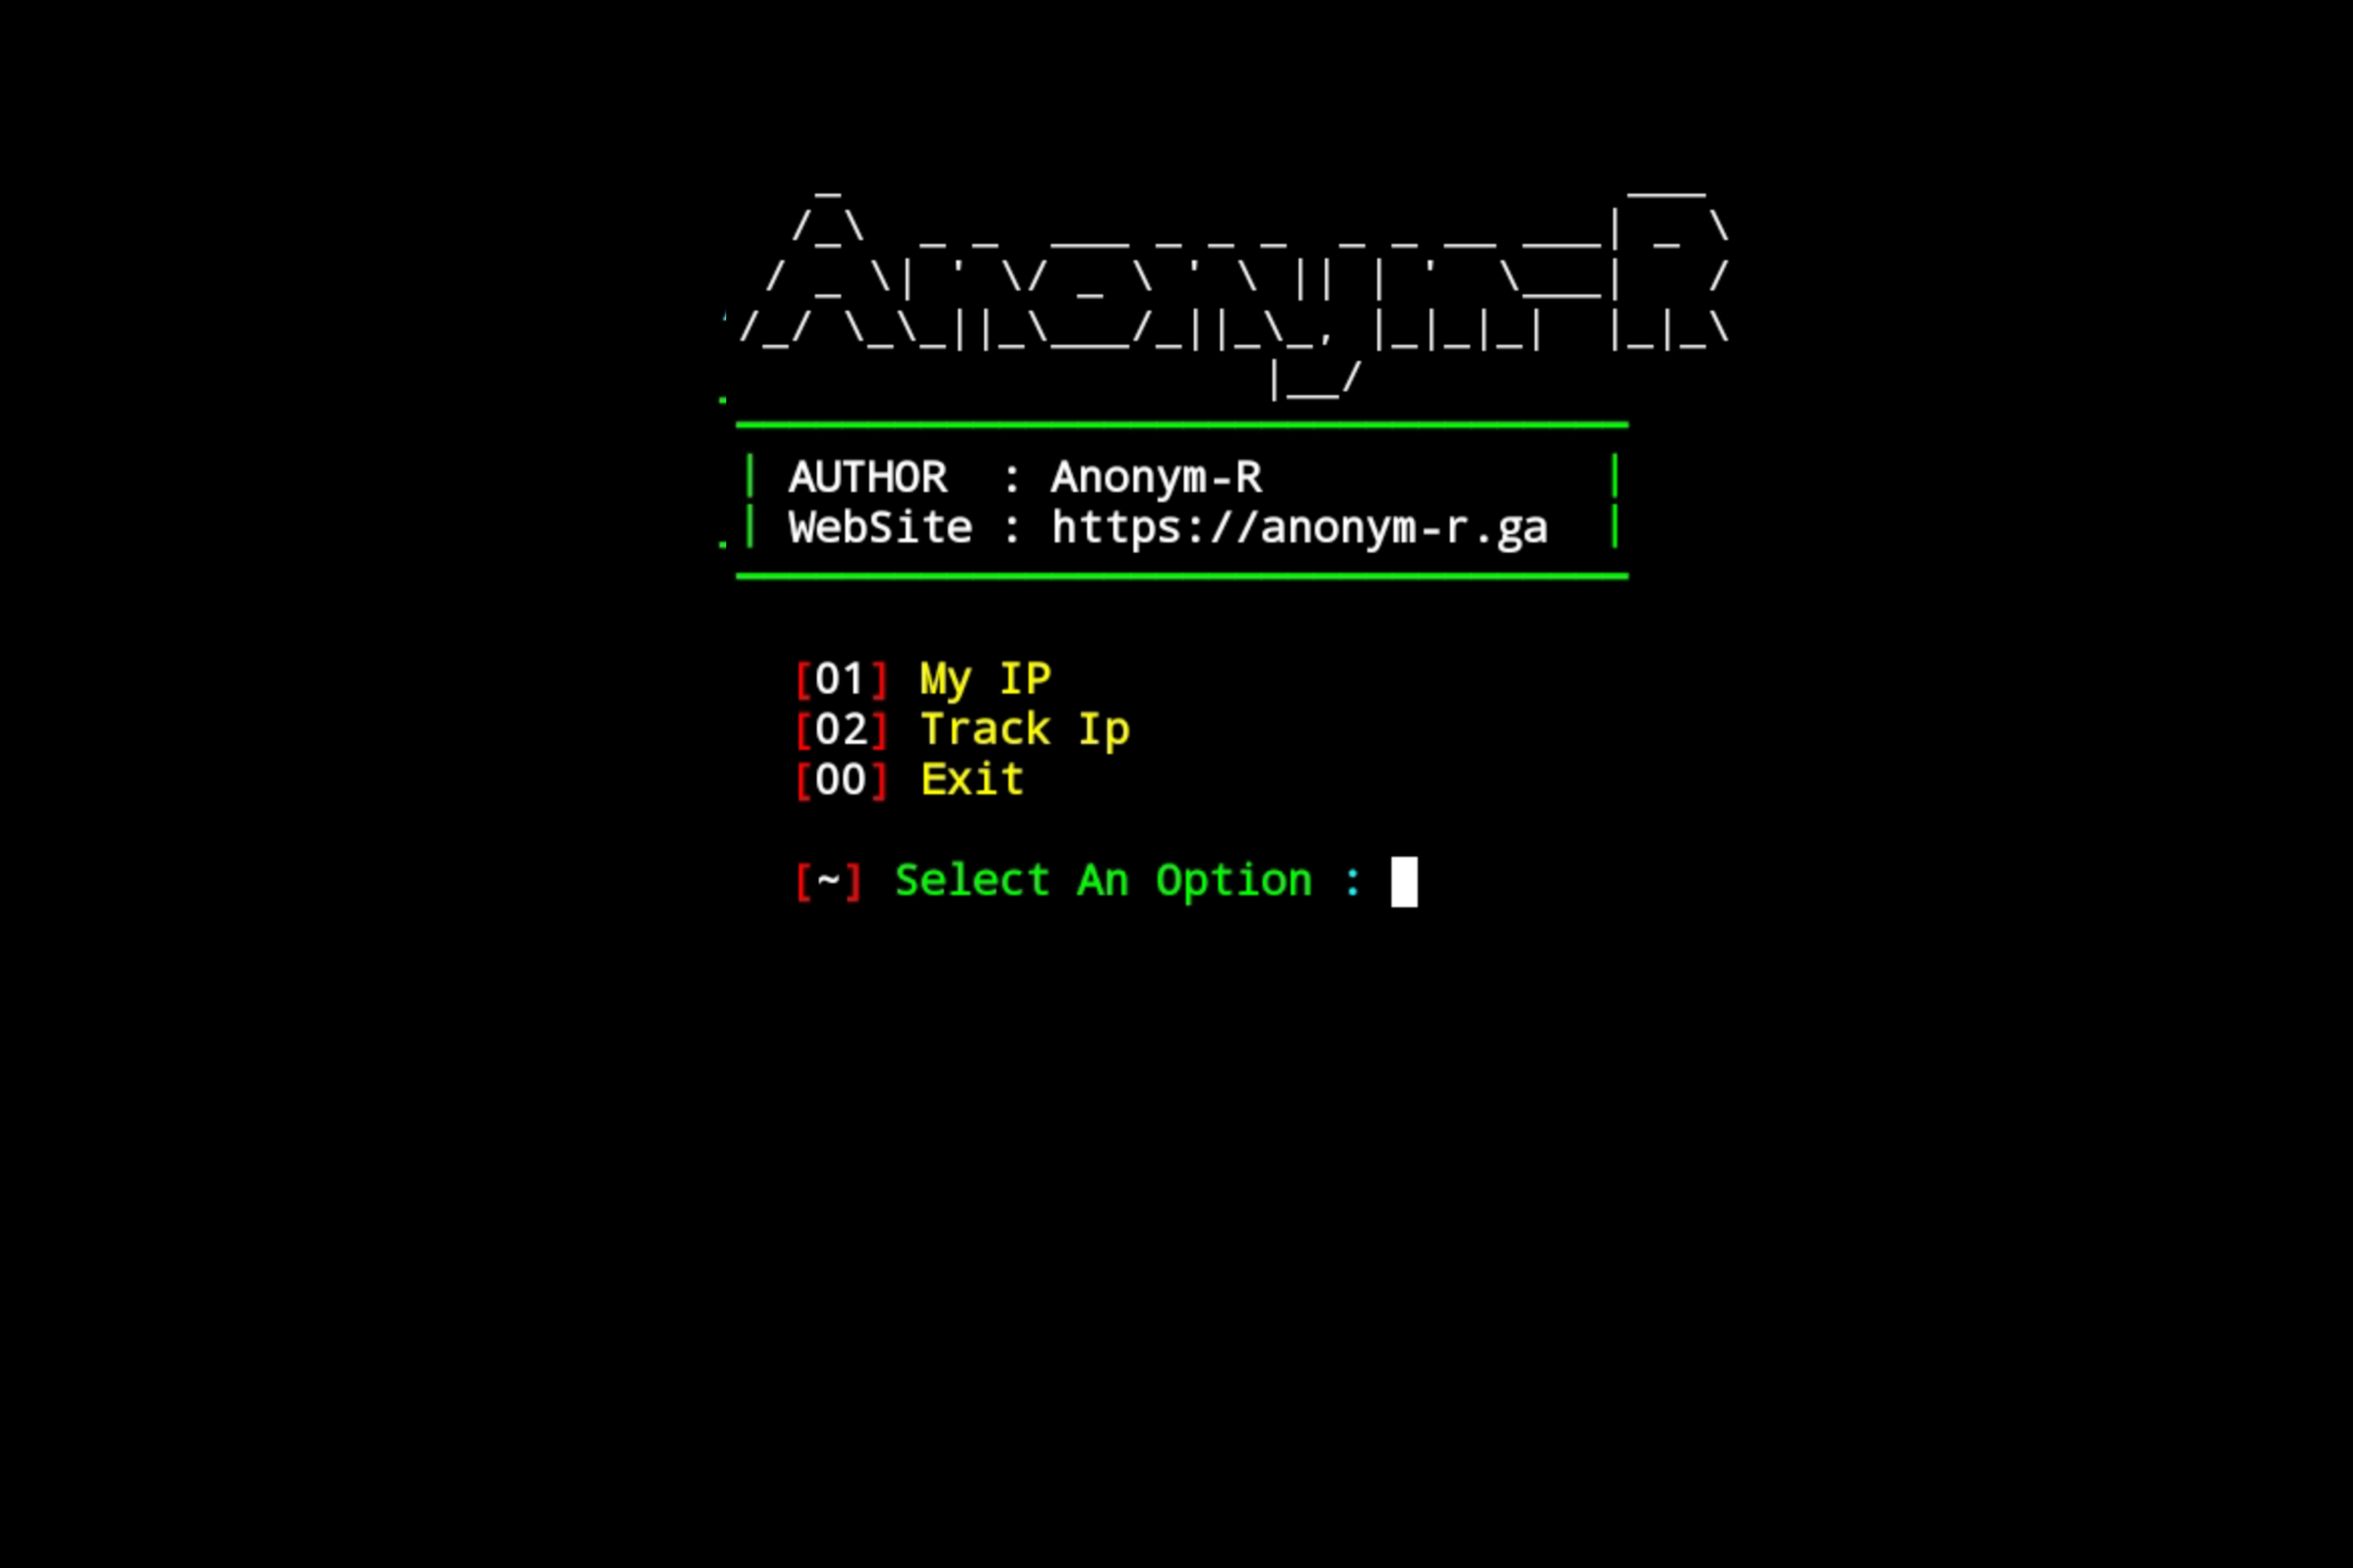 Anonym-R
AUTHOR : Anonym-R
WebSite : https://anonym-r.ga
[01] My IP
[02] Track Ip
[00] Exit
[~] Select An Option :